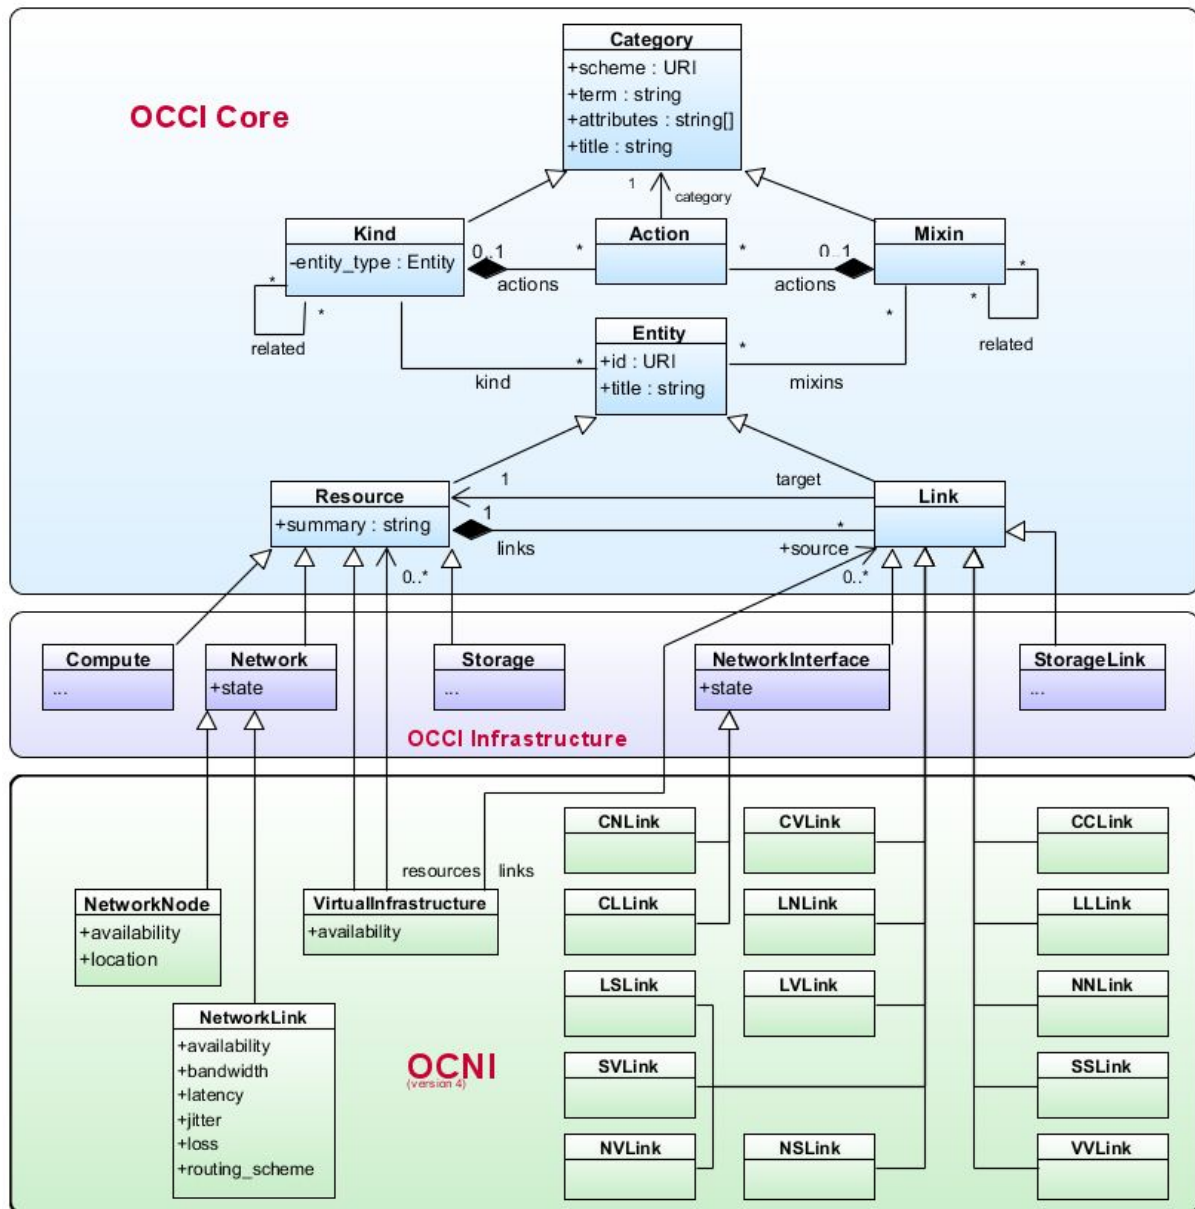 Category
+scheme : URI
+term : string
+attributes : string[]
+title : string
OCCI Core
1
category
Kind
-entity_type : Entity
0..1
*
actions
Action
*
0..1
actions
Mixin
*
*
related
*
*
related
Entity
+id : URI
+title : string
*
kind
*
*
mixins
Resource
+summary : string
1
target
1
*
links
+source
Link
0..*
0..*
Compute
...
Network
+state
Storage
...
NetworkInterface
+state
StorageLink
...
OCCI Infrastructure
resources
links
NetworkNode
+availability
+location
VirtualInfrastructure
+availability
NetworkLink
+availability
+bandwidth
+latency
+jitter
+loss
+routing_scheme
OCNI
(version 4)
CNLink
CVLink
CCLink
CLLink
LNLink
LLLink
LSLink
LVLink
NNLink
SVLink
SSLink
NVLink
NSLink
VVLink